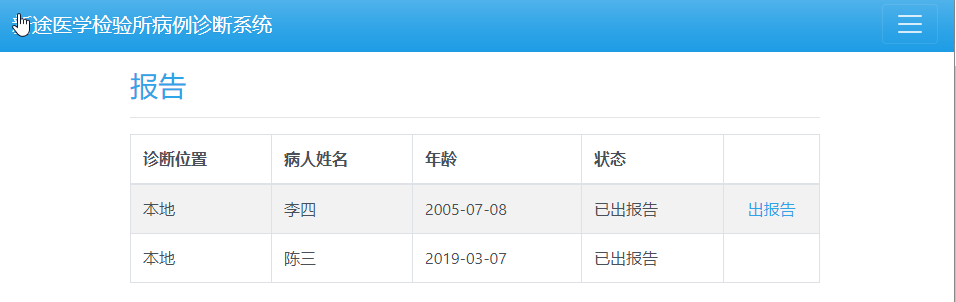 途医学检验所病例诊断系统
报告
诊断位置 病人姓名 年龄 状态
本地 李四 2005-07-08 已出报告 出报告
本地 陈三 2019-03-07 已出报告